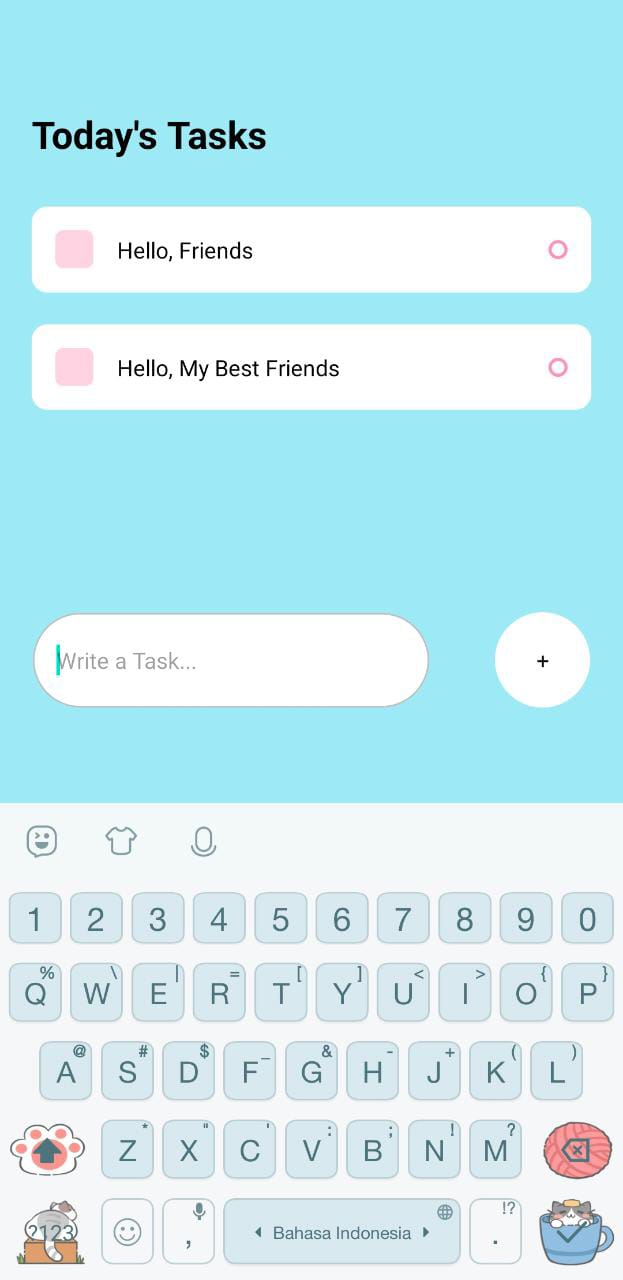 Today's Tasks
Hello, Friends
Hello, My Best Friends
Write a Task...
+
1 2 3 4 5 6 7 8 9 0
% \ | = [ ] < > { }
Q W E R T Y U I O P
@ # $ _ & - + ( )
A S D F G H J K L
* " ' : ; ! ?
Z X C V B N M
!?
?123 , Bahasa Indonesia .